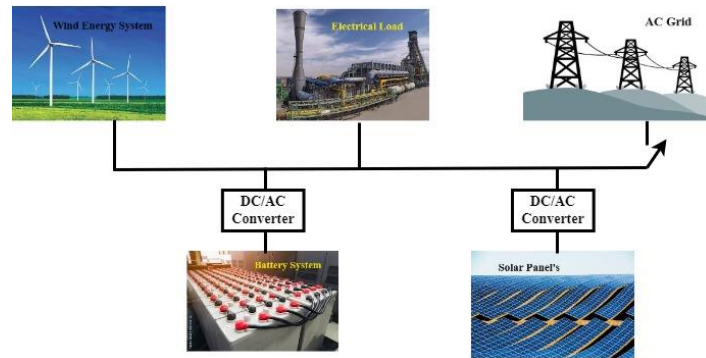 Wind Energy System
Electrical Load
AC Grid
DC/AC
Converter
DC/AC
Converter
Battery System
Solar Panel's